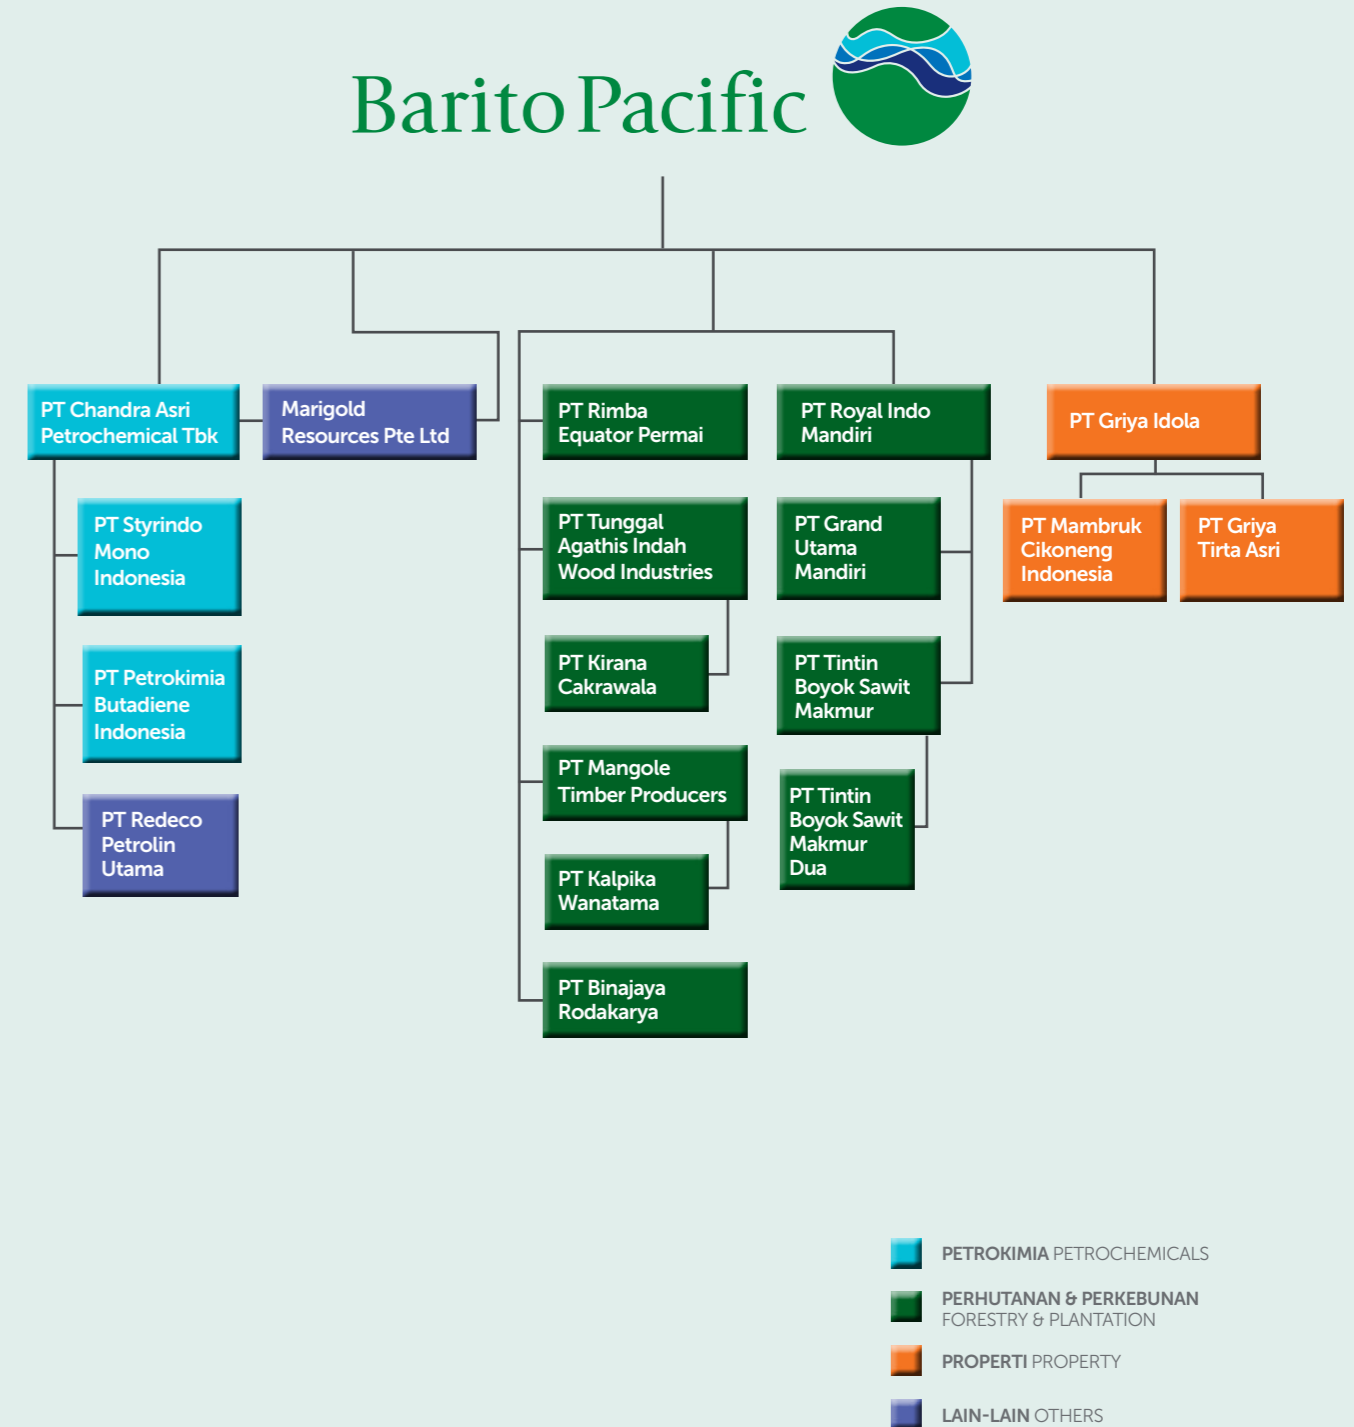 Barito Pacific
PT Chandra Asri
Petrochemical Tbk
Marigold
Resources Pte Ltd
PT Styrindo
Mono
Indonesia
PT Petrokimia
Butadiene
Indonesia
PT Redeco
Petrolin
Utama
PT Rimba
Equator Permai
PT Tunggal
Agathis Indah
Wood Industries
PT Kirana
Cakrawala
PT Mangole
Timber Producers
PT Kalpika
Wanatama
PT Binajaya
Rodakarya
PT Royal Indo
Mandiri
PT Grand
Utama
Mandiri
PT Tintin
Boyok Sawit
Makmur
PT Tintin
Boyok Sawit
Makmur
Dua
PT Griya Idola
PT Mambruk
Cikoneng
Indonesia
PT Griya
Tirta Asri
PETROKIMIA PETROCHEMICALS
PERHUTANAN & PERKEBUNAN
FORESTRY & PLANTATION
PROPERTI PROPERTY
LAIN-LAIN OTHERS